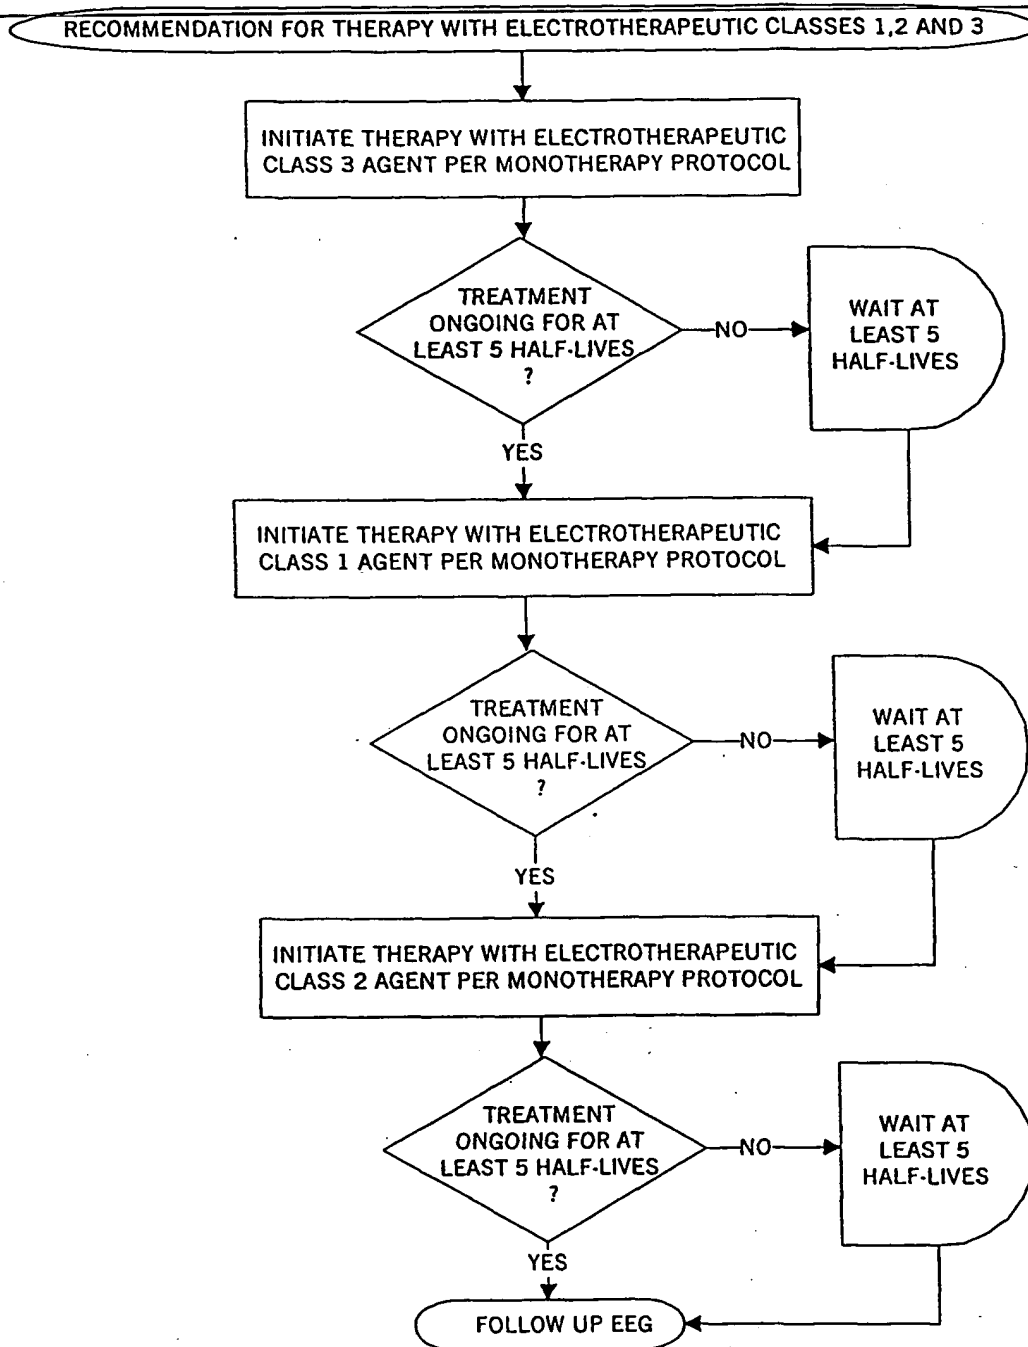 RECOMMENDATION FOR THERAPY WITH ELECTROTHERAPEUTIC CLASSES 1,2 AND 3
INITIATE THERAPY WITH ELECTROTHERAPEUTIC
CLASS 3 AGENT PER MONOTHERAPY PROTOCOL
TREATMENT
ONGOING FOR AT
LEAST 5 HALF-LIVES
?
NO
WAIT AT
LEAST 5
HALF-LIVES
YES
INITIATE THERAPY WITH ELECTROTHERAPEUTIC
CLASS 1 AGENT PER MONOTHERAPY PROTOCOL
TREATMENT
ONGOING FOR AT
LEAST 5 HALF-LIVES
?
NO
WAIT AT
LEAST 5
HALF-LIVES
YES
INITIATE THERAPY WITH ELECTROTHERAPEUTIC
CLASS 2 AGENT PER MONOTHERAPY PROTOCOL
TREATMENT
ONGOING FOR AT
LEAST 5 HALF-LIVES
?
NO
WAIT AT
LEAST 5
HALF-LIVES
YES
FOLLOW UP EEG